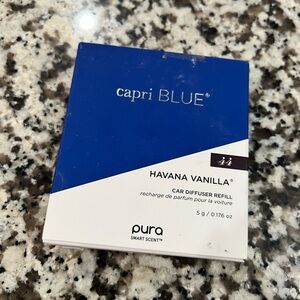 capri BLUE®
44
HAVANA VANILLA®
CAR DIFFUSER REFILL
recharge de parfum pour la voiture
5 g / 0.176 oz
pura
SMART SCENT™